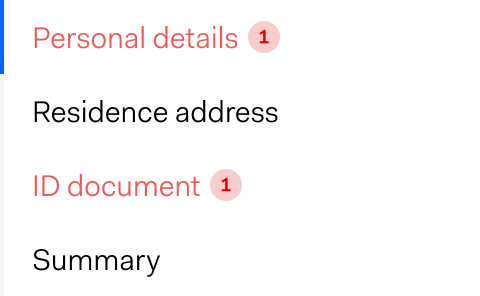 Personal details 1
Residence address
ID document 1
Summary